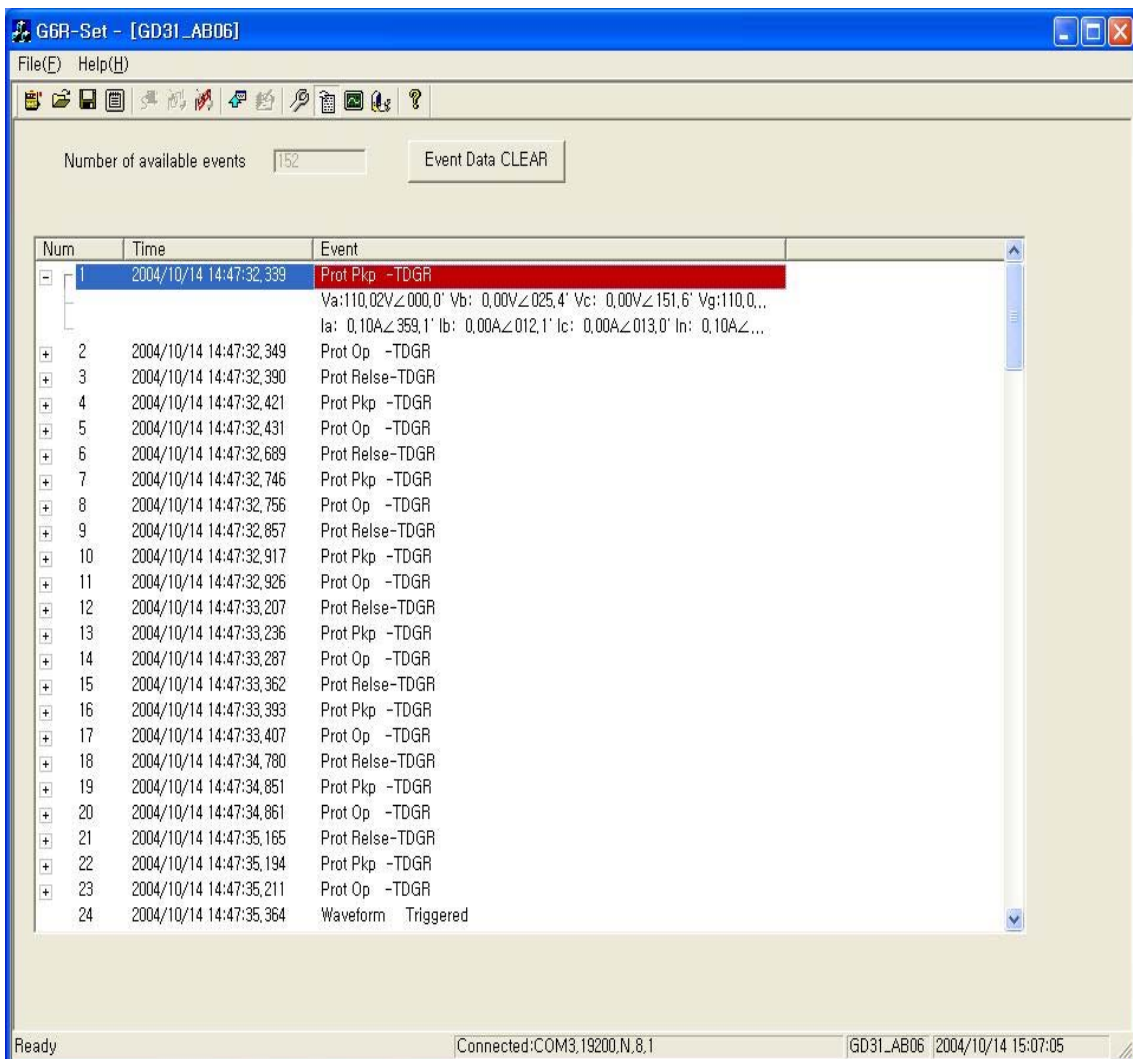 G6R-Set - [GD31_AB06]
File(F) Help(H)
Number of available events 152 Event Data CLEAR
Num Time Event
1 2004/10/14 14:47:32,339 Prot Pkp -TDGR
Va:110,02V∠000,0' Vb: 0,00V∠025,4' Vc: 0,00V∠151,6' Vg:110,0...
Ia: 0,10A∠359,1' Ib: 0,00A∠012,1' Ic: 0,00A∠013,0' In: 0,10A∠...
2 2004/10/14 14:47:32,349 Prot Op -TDGR
3 2004/10/14 14:47:32,390 Prot Relse-TDGR
4 2004/10/14 14:47:32,421 Prot Pkp -TDGR
5 2004/10/14 14:47:32,431 Prot Op -TDGR
6 2004/10/14 14:47:32,689 Prot Relse-TDGR
7 2004/10/14 14:47:32,746 Prot Pkp -TDGR
8 2004/10/14 14:47:32,756 Prot Op -TDGR
9 2004/10/14 14:47:32,857 Prot Relse-TDGR
10 2004/10/14 14:47:32,917 Prot Pkp -TDGR
11 2004/10/14 14:47:32,926 Prot Op -TDGR
12 2004/10/14 14:47:33,207 Prot Relse-TDGR
13 2004/10/14 14:47:33,236 Prot Pkp -TDGR
14 2004/10/14 14:47:33,287 Prot Op -TDGR
15 2004/10/14 14:47:33,362 Prot Relse-TDGR
16 2004/10/14 14:47:33,393 Prot Pkp -TDGR
17 2004/10/14 14:47:33,407 Prot Op -TDGR
18 2004/10/14 14:47:34,780 Prot Relse-TDGR
19 2004/10/14 14:47:34,851 Prot Pkp -TDGR
20 2004/10/14 14:47:34,861 Prot Op -TDGR
21 2004/10/14 14:47:35,165 Prot Relse-TDGR
22 2004/10/14 14:47:35,194 Prot Pkp -TDGR
23 2004/10/14 14:47:35,211 Prot Op -TDGR
24 2004/10/14 14:47:35,364 Waveform Triggered
Ready Connected:COM3,19200,N,8,1 GD31_AB06 2004/10/14 15:07:05